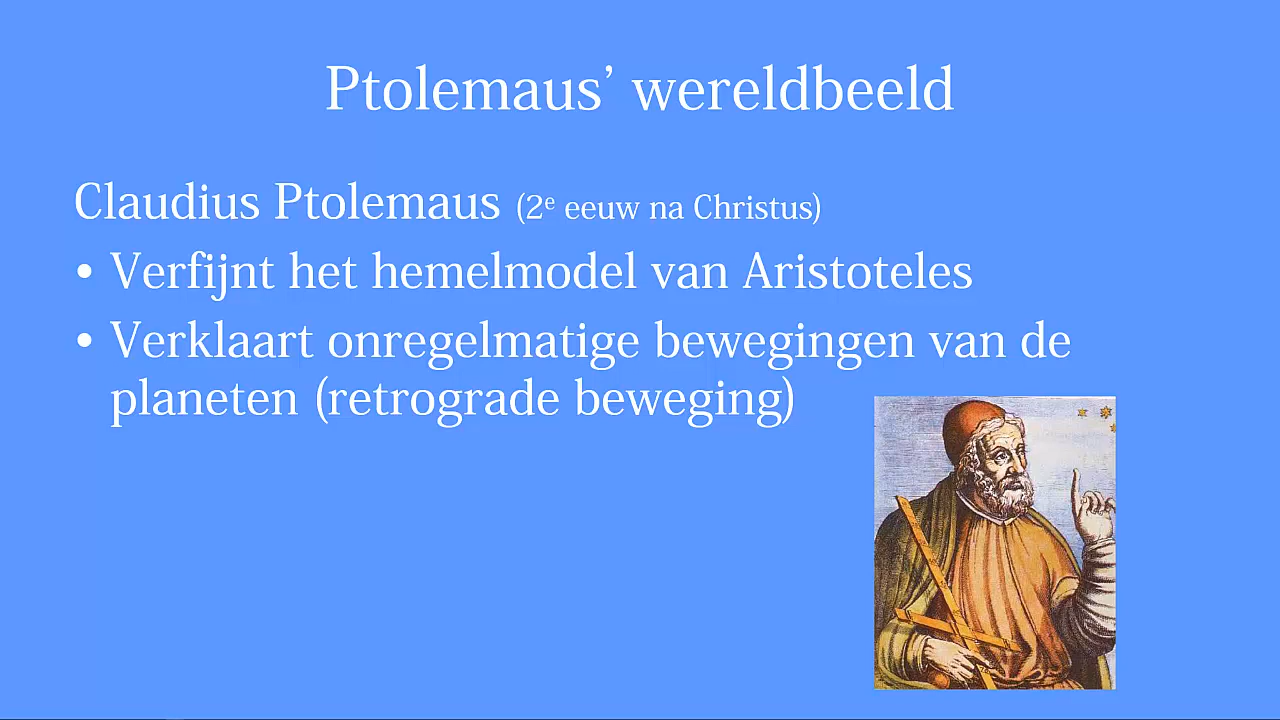 Ptolemaus’ wereldbeeld
Claudius Ptolemaus (2e eeuw na Christus)
• Verfijnt het hemelmodel van Aristoteles
• Verklaart onregelmatige bewegingen van de
planeten (retrograde beweging)